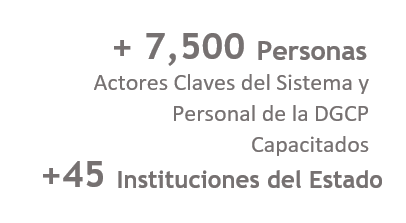 + 7,500 Personas
Actores Claves del Sistema y
Personal de la DGCP
Capacitados
+45 Instituciones del Estado